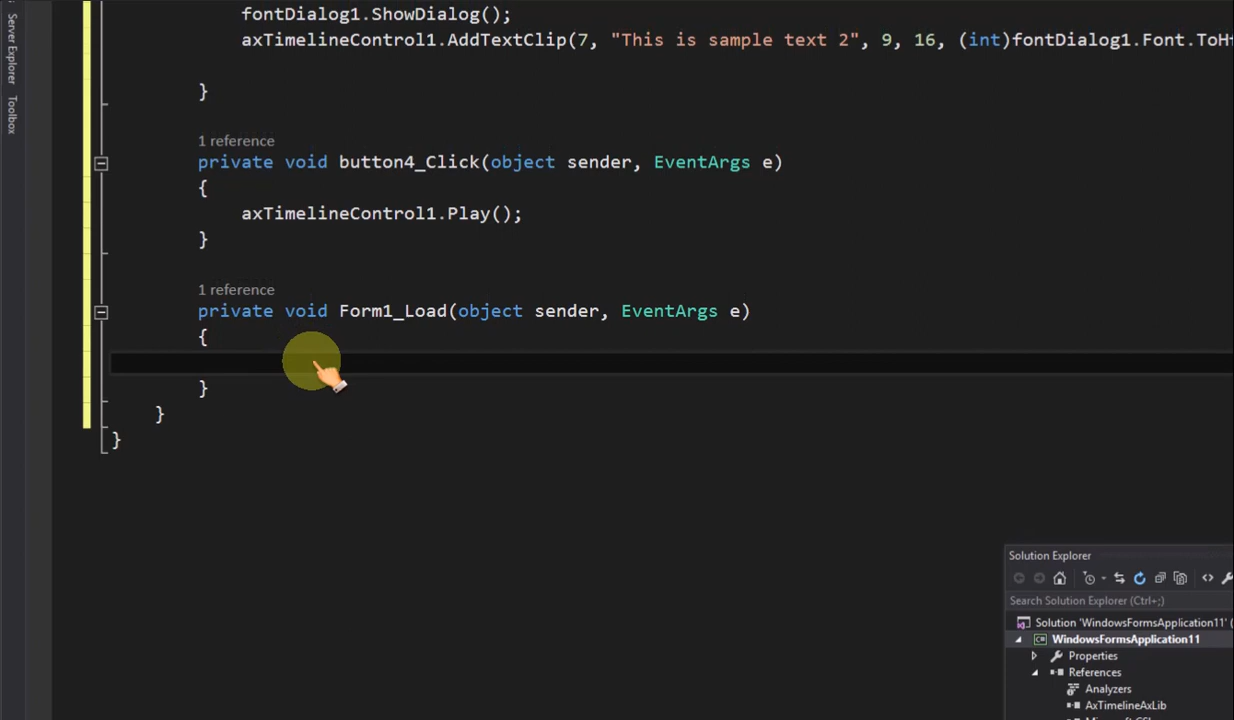 Server Explorer
Toolbox
fontDialog1.ShowDialog();
axTimelineControl1.AddTextClip(7, "This is sample text 2", 9, 16, (int)fontDialog1.Font.ToH
}
1 reference
private void button4_Click(object sender, EventArgs e)
{
axTimelineControl1.Play();
}
1 reference
private void Form1_Load(object sender, EventArgs e)
{
}
}
}
Solution Explorer
Search Solution Explorer (Ctrl+;)
Solution 'WindowsFormsApplication11' (
WindowsFormsApplication11
Properties
References
Analyzers
AxTimelineAxLib